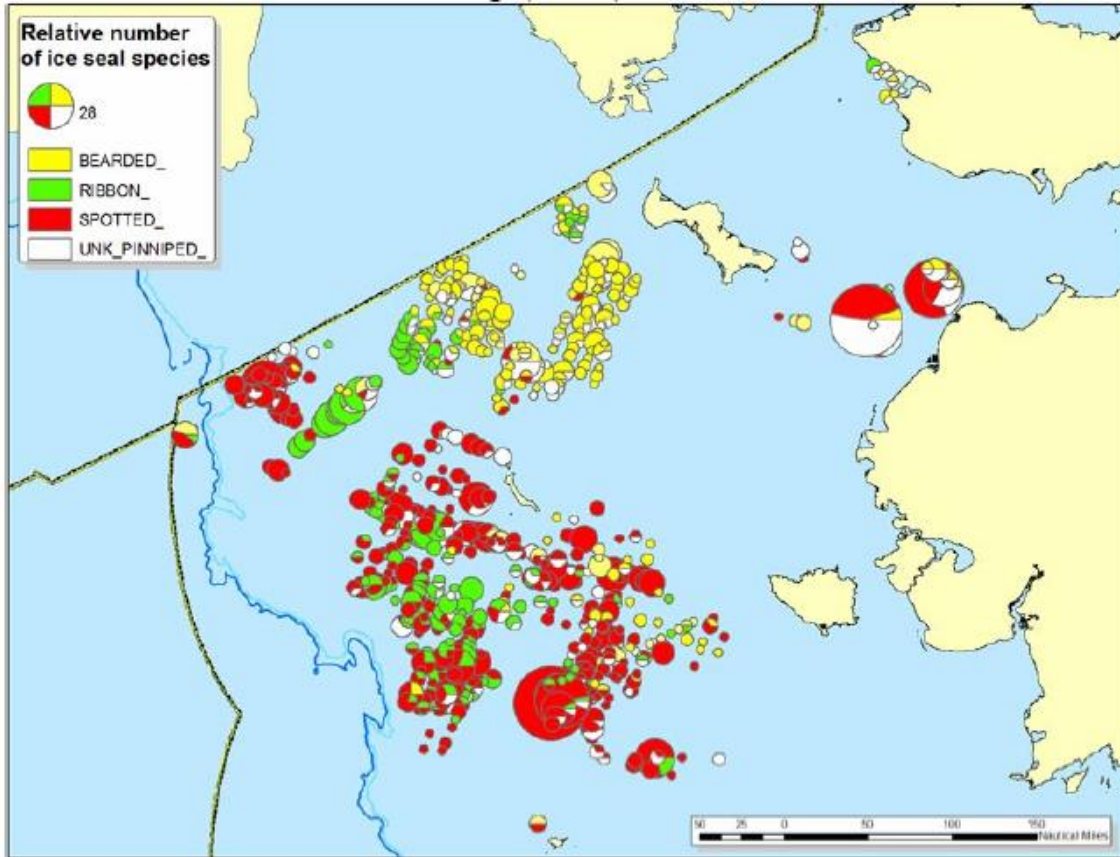 Relative number
of ice seal species
28
BEARDED_
RIBBON_
SPOTTED_
UNK_PINNIPED_
50 25 0 50 100 150
Nautical Miles